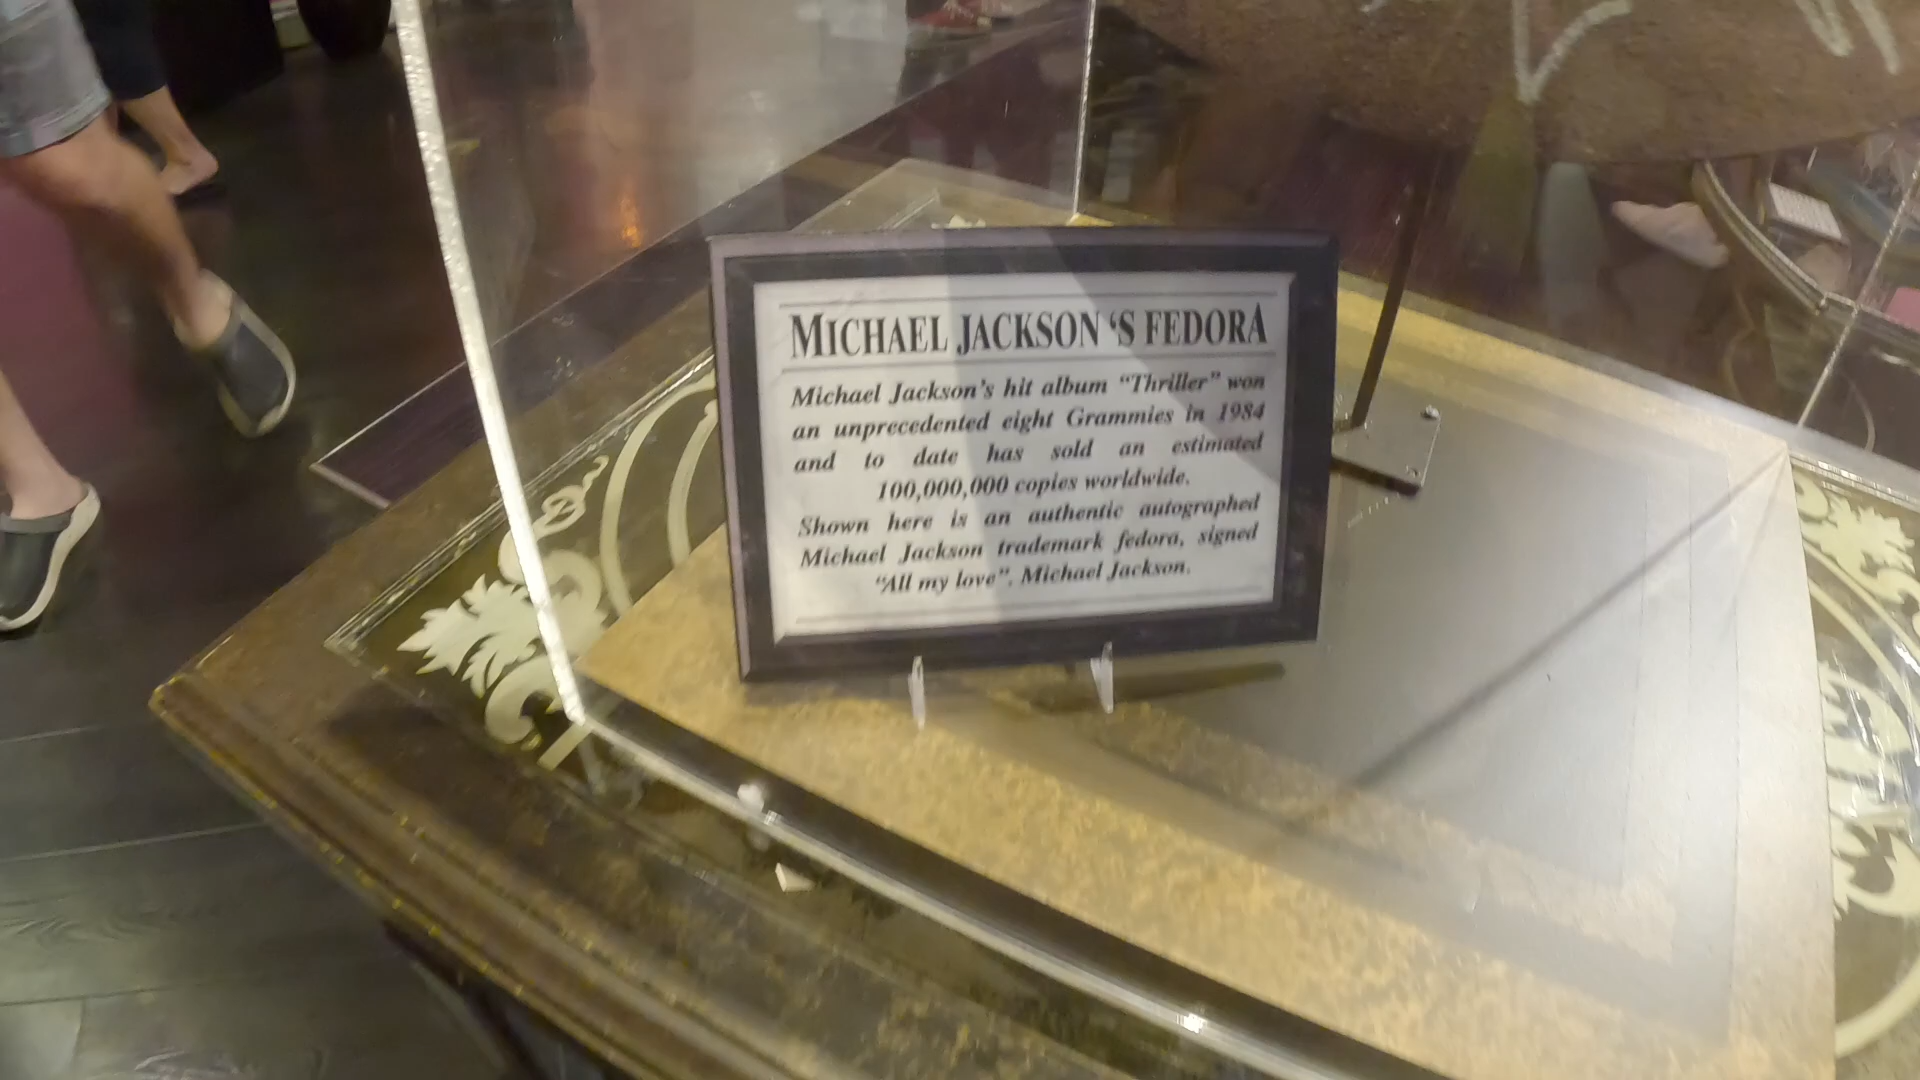 MICHAEL JACKSON ‘S FEDORA
Michael Jackson’s hit album “Thriller” won
an unprecedented eight Grammies in 1984
and to date has sold an estimated
100,000,000 copies worldwide.
Shown here is an authentic autographed
Michael Jackson trademark fedora, signed
“All my love”. Michael Jackson.